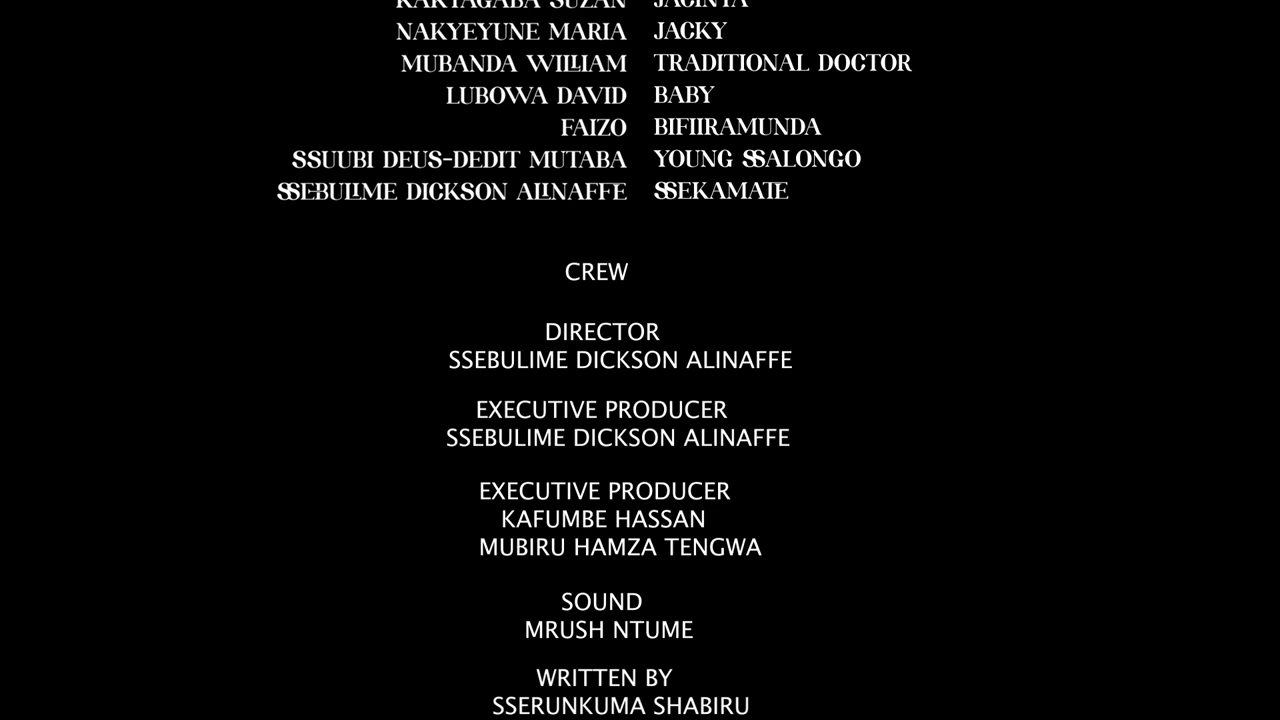 SUZAN JACINTA
NAKYEYUNE MARIA JACKY
MUBANDA WILLIAM TRADITIONAL DOCTOR
LUBOWA DAVID BABY
FAIZO BIFIIRAMUNDA
SSUUBI DEUS-DEDIT MUTABA YOUNG SSALONGO
SSEBULIME DICKSON ALINAFFE SSEKAMATE
CREW
DIRECTOR
SSEBULIME DICKSON ALINAFFE
EXECUTIVE PRODUCER
SSEBULIME DICKSON ALINAFFE
EXECUTIVE PRODUCER
KAFUMBE HASSAN
MUBIRU HAMZA TENGWA
SOUND
MRUSH NTUME
WRITTEN BY
SSERUNKUMA SHABIRU